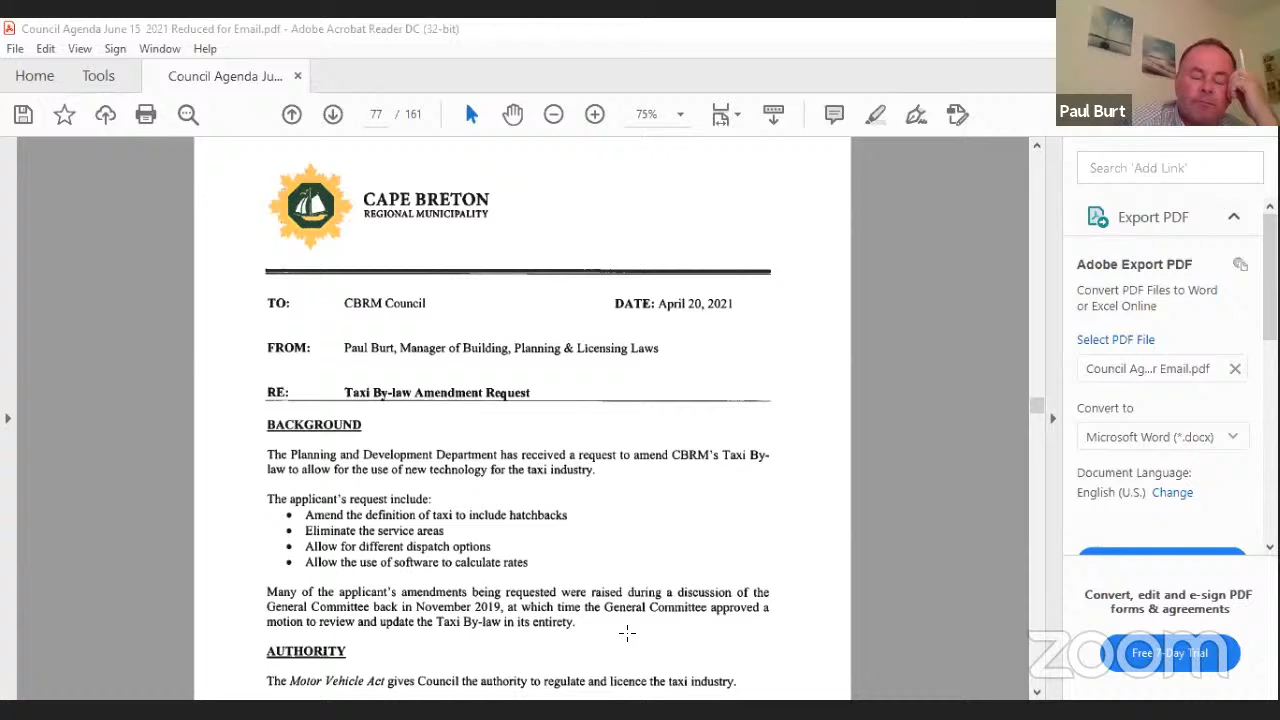 Council Agenda June 15 2021 Reduced for Email.pdf - Adobe Acrobat Reader DC (32-bit)
File Edit View Sign Window Help
Home Tools Council Agenda Ju... ×
77 / 161 75%
Paul Burt
CAPE BRETON
REGIONAL MUNICIPALITY
TO: CBRM Council DATE: April 20, 2021
FROM: Paul Burt, Manager of Building, Planning & Licensing Laws
RE: Taxi By-law Amendment Request
BACKGROUND
The Planning and Development Department has received a request to amend CBRM's Taxi By-
law to allow for the use of new technology for the taxi industry.
The applicant's request include:
• Amend the definition of taxi to include hatchbacks
• Eliminate the service areas
• Allow for different dispatch options
• Allow the use of software to calculate rates
Many of the applicant's amendments being requested were raised during a discussion of the
General Committee back in November 2019, at which time the General Committee approved a
motion to review and update the Taxi By-law in its entirety.
AUTHORITY
The Motor Vehicle Act gives Council the authority to regulate and licence the taxi industry.
Search 'Add Link'
Export PDF
Adobe Export PDF
Convert PDF Files to Word
or Excel Online
Select PDF File
Council Ag...r Email.pdf
Convert to
Microsoft Word (*.docx)
Document Language:
English (U.S.) Change
Convert, edit and e-sign PDF
forms & agreements
Free 7-Day Trial
zoom